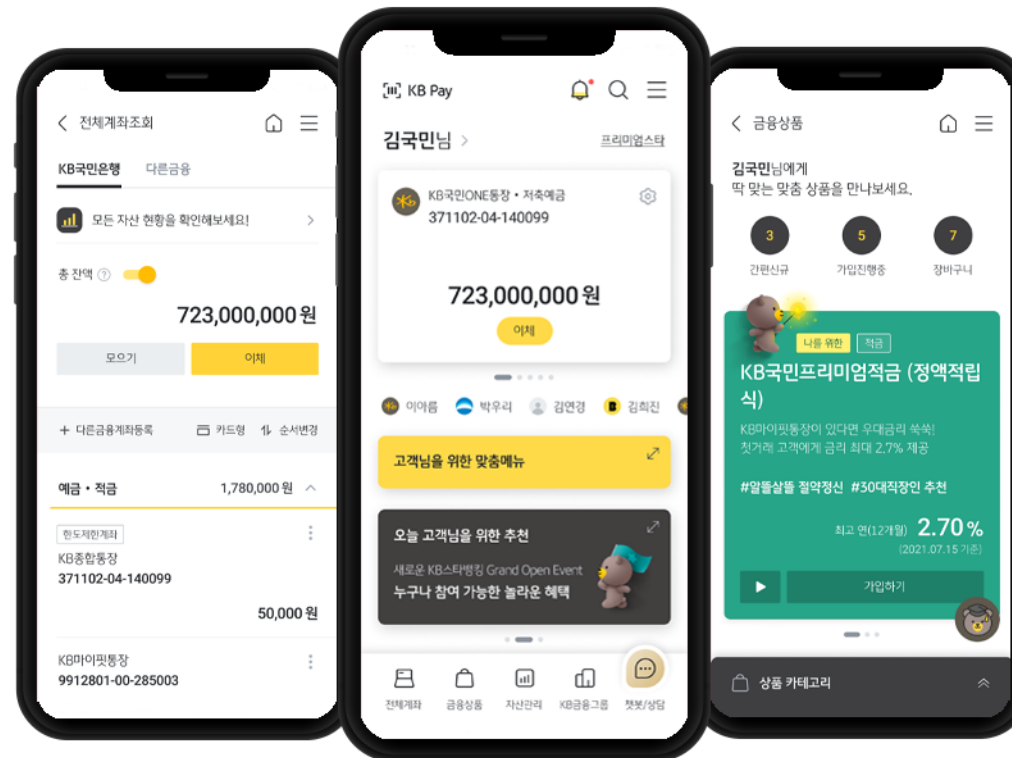 전체계좌조회
KB국민은행 다른금융
모든 자산 현황을 확인해보세요!
총 잔액 ?
723,000,000 원
모으기 이체
+ 다른금융계좌등록 카드형 순서변경
예금 • 적금 1,780,000 원
한도제한계좌
KB종합통장
371102-04-140099
50,000 원
KB마이핏통장
9912801-00-285003
KB Pay
김국민님 >
프리미엄스타
KB국민ONE통장 • 저축예금
371102-04-140099
723,000,000 원
이체
이아름 박우리 김연경 김희진
고객님을 위한 맞춤메뉴
오늘 고객님을 위한 추천
새로운 KB스타뱅킹 Grand Open Event
누구나 참여 가능한 놀라운 혜택
전체계좌 금융상품 자산관리 KB금융그룹 챗봇/상담
금융상품
김국민님에게
딱 맞는 맞춤 상품을 만나보세요.
3 5 7
간편신규 가입진행중 장바구니
나를 위한 적금
KB국민프리미엄적금 (정액적립
식)
KB마이핏통장이 있다면 우대금리 쑥쑥!
첫거래 고객에게 금리 최대 2.7% 제공
#알뜰살뜰 절약정신 #30대직장인 추천
최고 연(12개월) 2.70 %
(2021.07.15 기준)
가입하기
상품 카테고리